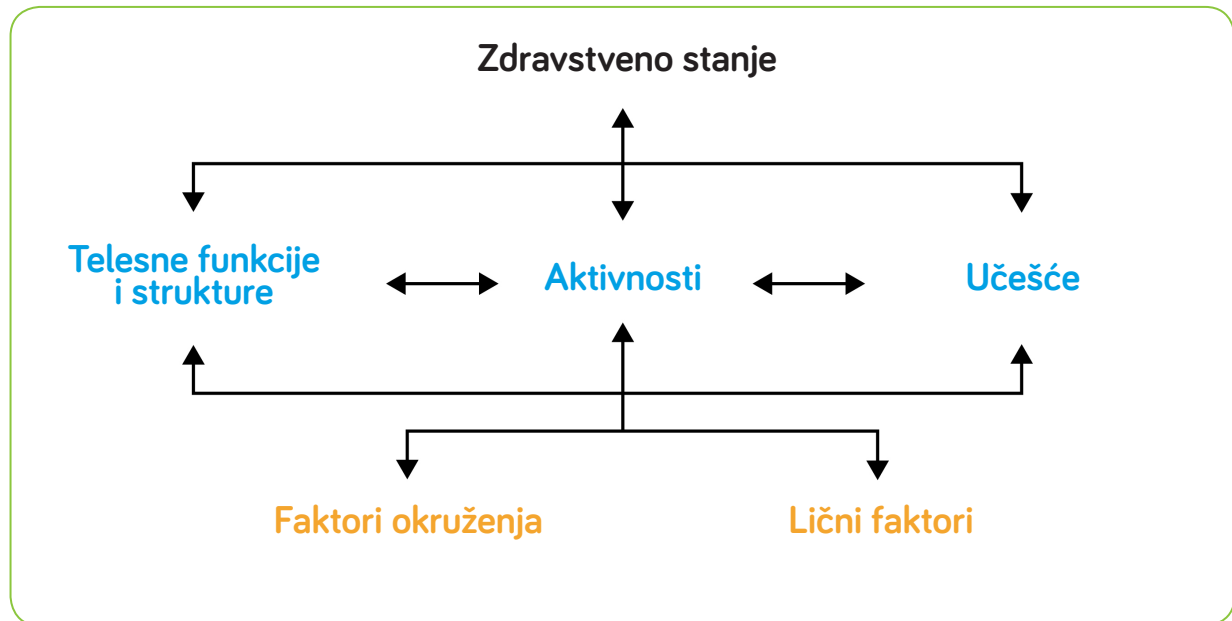 Zdravstveno stanje
Telesne funkcije
i strukture
Aktivnosti
Učešće
Faktori okruženja
Lični faktori